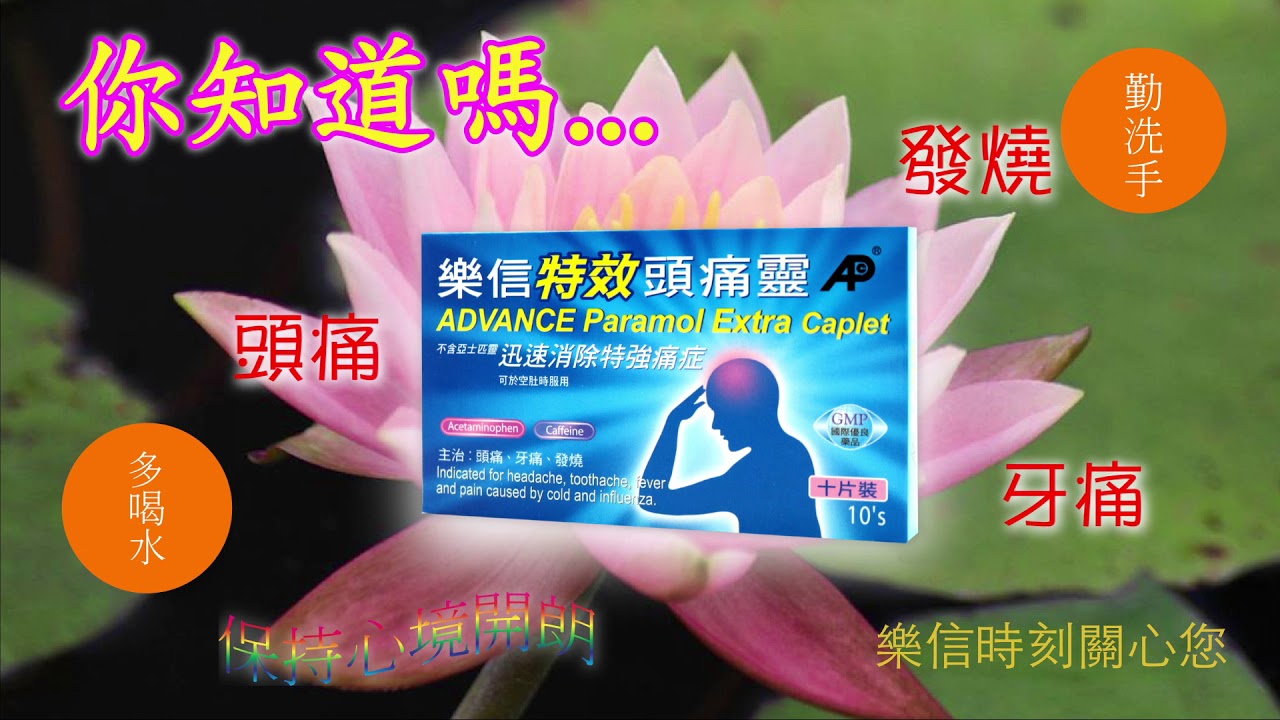 你知道嗎...
勤洗手
發燒
樂信特效頭痛靈 AP®
ADVANCE Paramol Extra Caplet
不含亞士匹靈 迅速消除特強痛症
可於空肚時服用
頭痛
Acetaminophen Caffeine
GMP
國際優良
藥品
主治：頭痛、牙痛、發燒
Indicated for headache, toothache, fever
and pain caused by cold and influenza.
十片裝
10's
牙痛
多喝水
保持心境開朗
樂信時刻關心您